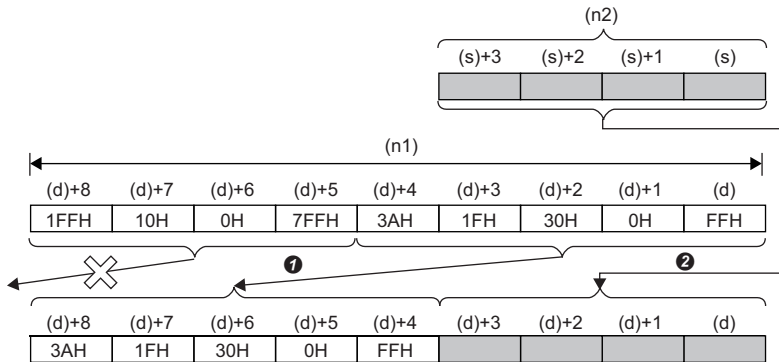 (n2)
(s)+3 (s)+2 (s)+1 (s)
(n1)
(d)+8 (d)+7 (d)+6 (d)+5 (d)+4 (d)+3 (d)+2 (d)+1 (d)
1FFH 10H 0H 7FFH 3AH 1FH 30H 0H FFH
❶ ❷
(d)+8 (d)+7 (d)+6 (d)+5 (d)+4 (d)+3 (d)+2 (d)+1 (d)
3AH 1FH 30H 0H FFH